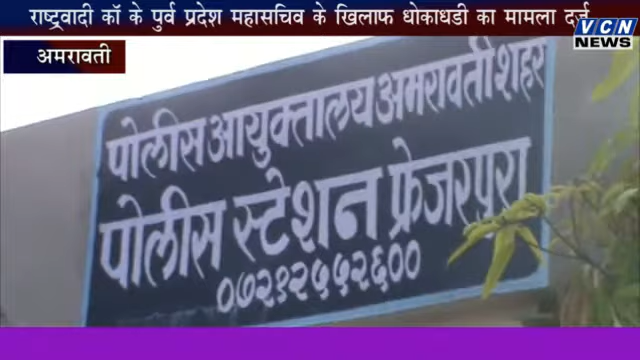 राष्ट्रवादी कॉ के पुर्व प्रदेश महासचिव के खिलाफ धोकाधडी का मामला दर्ज
VCN
NEWS
अमरावती
पोलीस आयुक्तालय अमरावती शहर
पोलीस स्टेशन फ्रेजरपुरा
०७२१२५५२६००